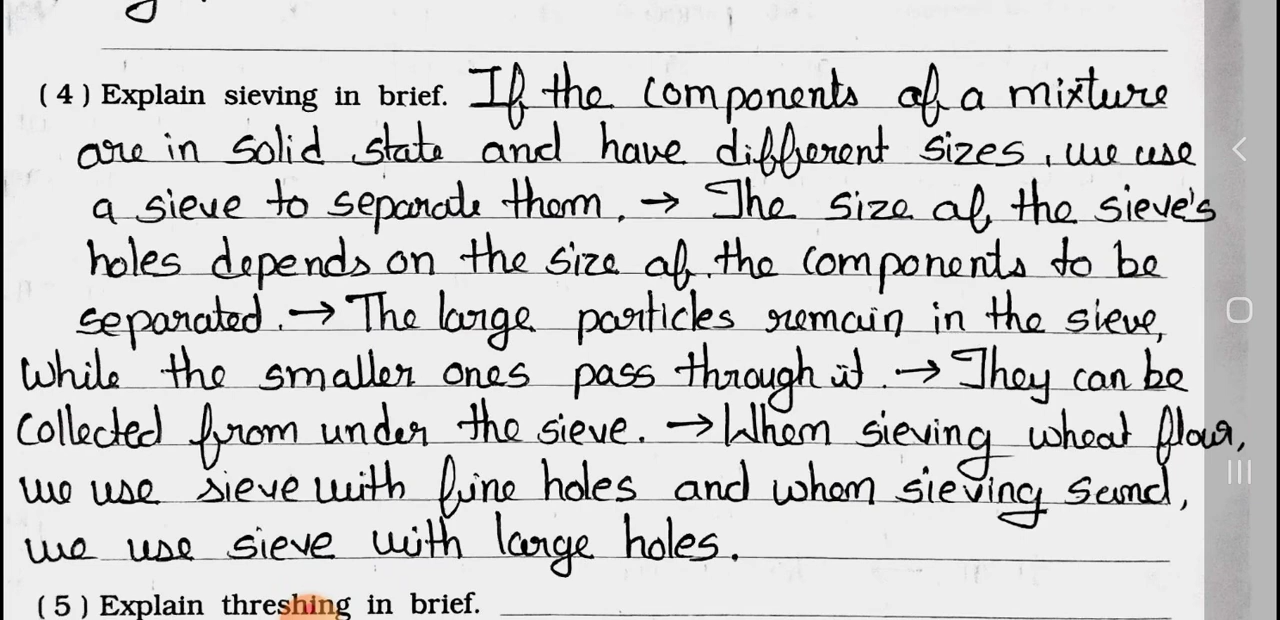 (4) Explain sieving in brief. If the components of a mixture
are in solid state and have different sizes, we use
a sieve to separate them. → The size of the sieve's
holes depends on the size of the components to be
separated. → The large particles remain in the sieve,
while the smaller ones pass through it. → They can be
collected from under the sieve. → When sieving wheat flour,
we use sieve with fine holes and when sieving sand,
we use sieve with large holes.
(5) Explain threshing in brief.